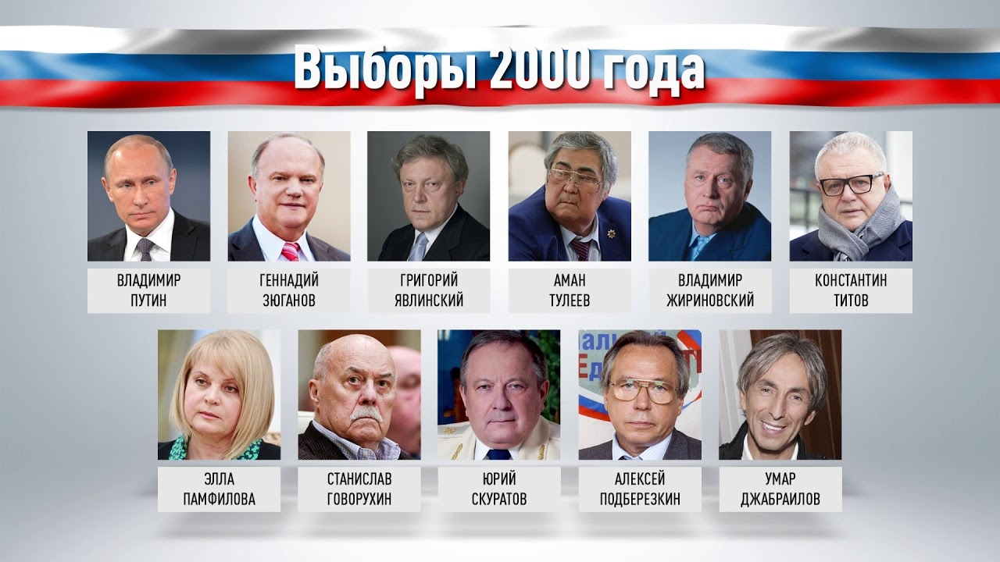 Выборы 2000 года
ВЛАДИМИР
ПУТИН
ГЕННАДИЙ
ЗЮГАНОВ
ГРИГОРИЙ
ЯВЛИНСКИЙ
АМАН
ТУЛЕЕВ
ВЛАДИМИР
ЖИРИНОВСКИЙ
КОНСТАНТИН
ТИТОВ
ЭЛЛА
ПАМФИЛОВА
СТАНИСЛАВ
ГОВОРУХИН
ЮРИЙ
СКУРАТОВ
АЛЕКСЕЙ
ПОДБЕРЕЗКИН
УМАР
ДЖАБРАИЛОВ